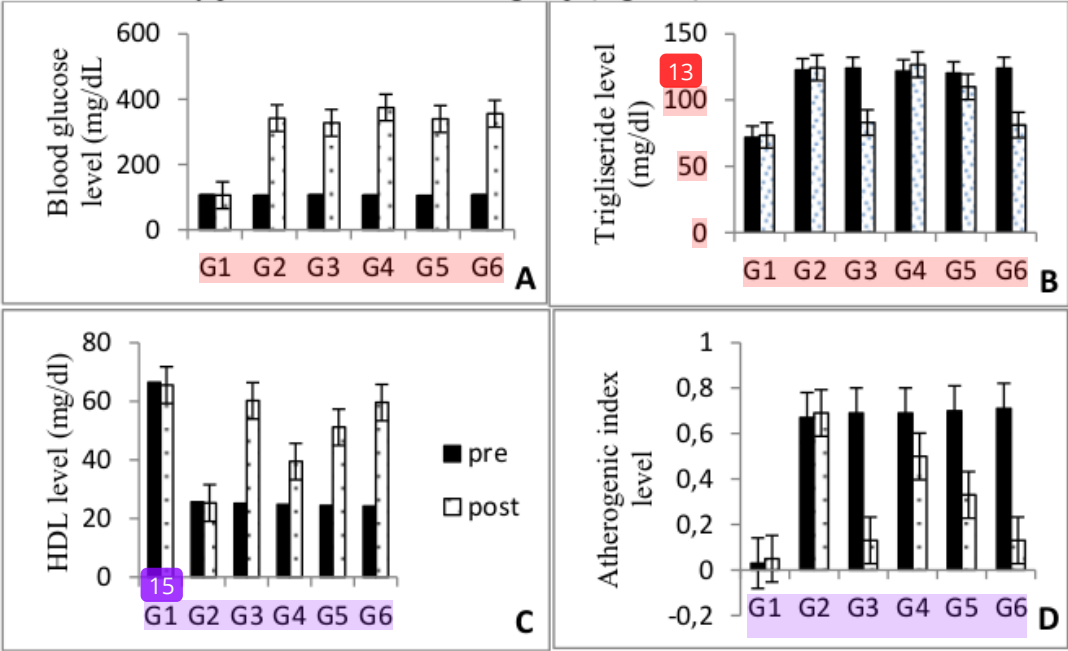 600
400
200
0
Blood glucose
level (mg/dL
G1 G2 G3 G4 G5 G6
A
150
100
50
0
13
Trigliseride level
(mg/dl)
G1 G2 G3 G4 G5 G6
B
80
60
40
20
0
HDL level (mg/dl)
15
G1 G2 G3 G4 G5 G6
pre
post
C
1
0,8
0,6
0,4
0,2
0
-0,2
Atherogenic index
level
G1 G2 G3 G4 G5 G6
D